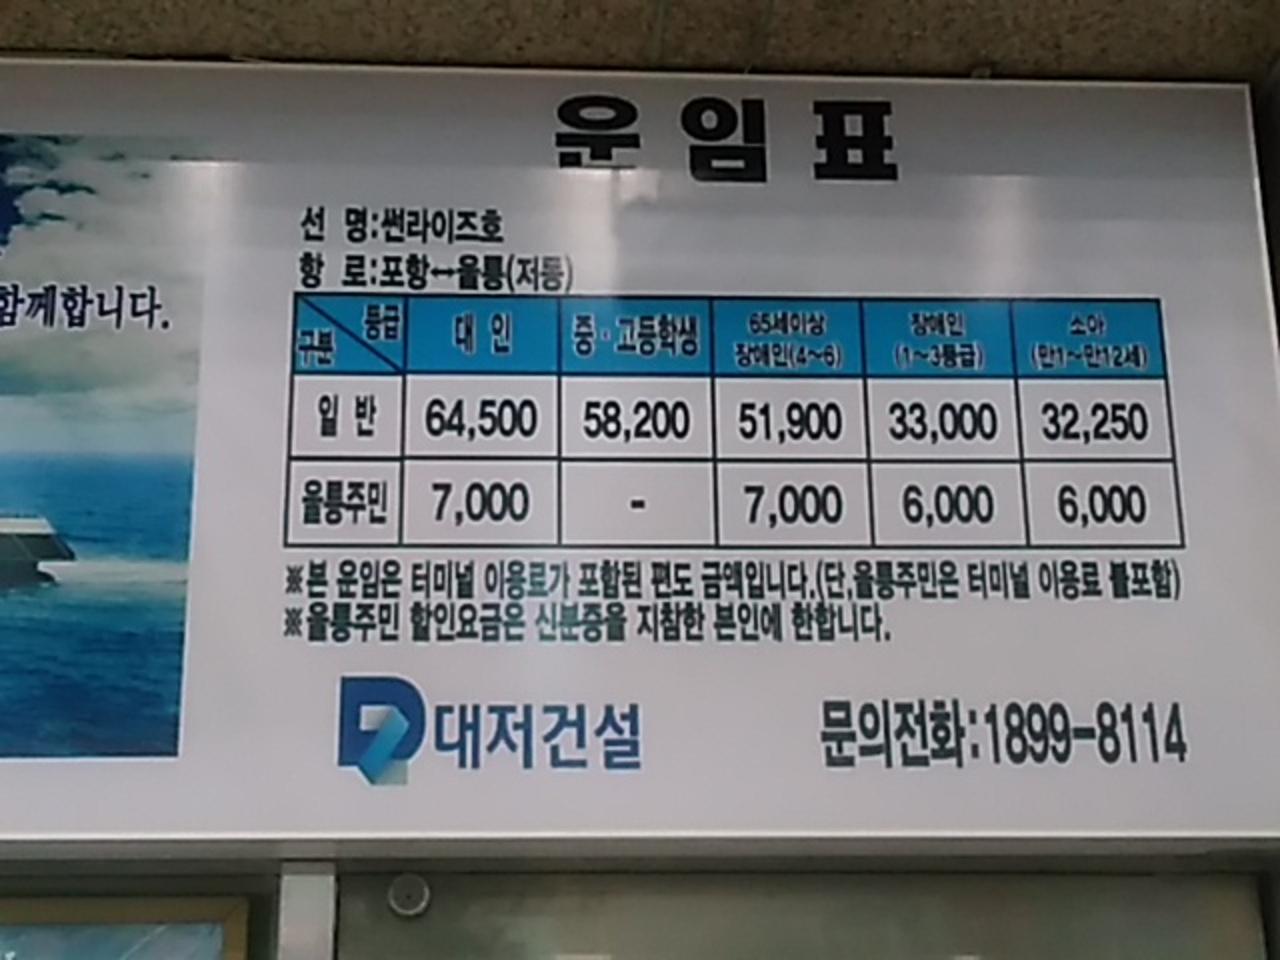 운임표
선 명:썬라이즈호
항 로:포항↔울릉(저동)
함께합니다.
등급
구분
대 인 중·고등학생 65세이상 장애인(4~6) 장애인 (1~3등급) 소아 (만1~만12세)
일 반 64,500 58,200 51,900 33,000 32,250
울릉주민 7,000 - 7,000 6,000 6,000
※본 운임은 터미널 이용료가 포함된 편도 금액입니다.(단,울릉주민은 터미널 이용료 불포함)
※울릉주민 할인요금은 신분증을 지참한 본인에 한합니다.
대저건설 문의전화:1899-8114